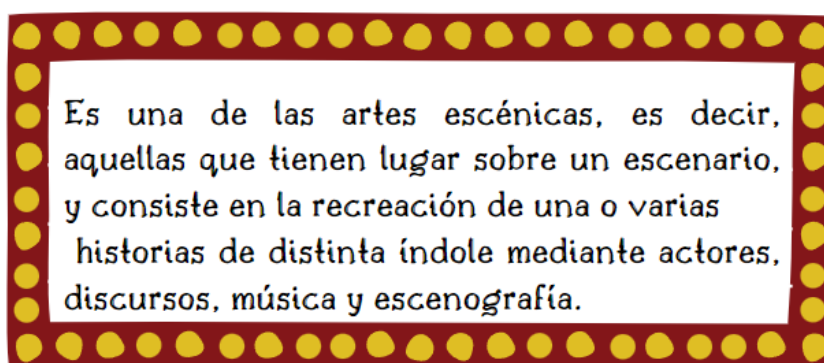 Es una de las artes escénicas, es decir,
aquellas que tienen lugar sobre un escenario,
y consiste en la recreación de una o varias
historias de distinta índole mediante actores,
discursos, música y escenografía.